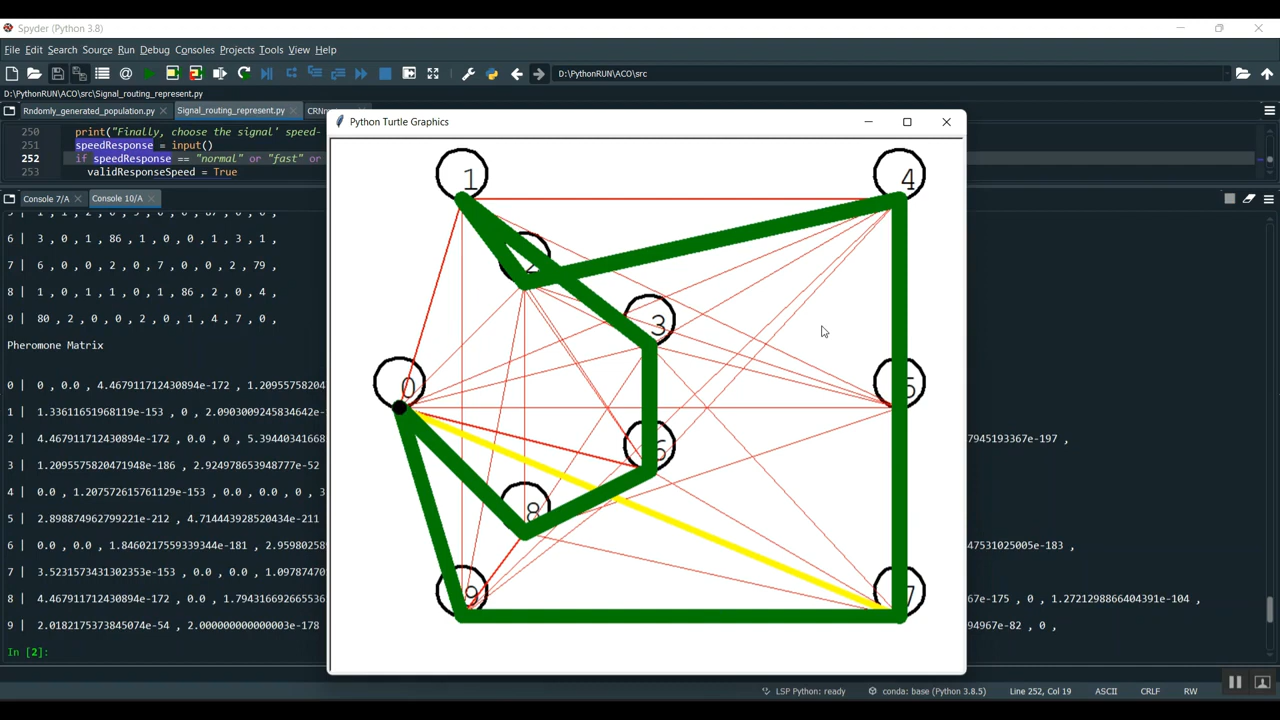 Spyder (Python 3.8)
File Edit Search Source Run Debug Consoles Projects Tools View Help
D:\PythonRUN\ACO\src
D:\PythonRUN\ACO\src\Signal_routing_represent.py
Rndomly_generated_population.py Signal_routing_represent.py
250 print("Finally, choose the signal' speed-
251 speedResponse = input()
252 if speedResponse == "normal" or "fast" or
253 validResponseSpeed = True
Python Turtle Graphics
Console 7/A Console 10/A
6 | 3 , 0 , 1 , 86 , 1 , 0 , 0 , 1 , 3 , 1 ,
7 | 6 , 0 , 0 , 2 , 0 , 7 , 0 , 0 , 2 , 79 ,
8 | 1 , 0 , 1 , 1 , 0 , 1 , 86 , 2 , 0 , 4 ,
9 | 80 , 2 , 0 , 0 , 2 , 0 , 1 , 4 , 7 , 0 ,
Pheromone Matrix
0 | 0 , 0.0 , 4.467911712430894e-172 , 1.20955758204
1 | 1.33611651968119e-153 , 0 , 2.0903009245834642e-
2 | 4.467911712430894e-172 , 0.0 , 0 , 5.39440341668 7945193367e-197 ,
3 | 1.2095575820471948e-186 , 2.924978653948777e-52
4 | 0.0 , 1.207572615761129e-153 , 0.0 , 0.0 , 0 , 3
5 | 2.898874962799221e-212 , 4.714443928520434e-211
6 | 0.0 , 0.0 , 1.8460217559339344e-181 , 2.95980258 47531025005e-183 ,
7 | 3.5231573431302353e-153 , 0.0 , 0.0 , 1.09787470
8 | 4.467911712430894e-172 , 0.0 , 1.79431669266553​6 67e-175 , 0 , 1.2721298866404391e-104 ,
9 | 2.0182175373845074e-54 , 2.000000000000003e-178 94967e-82 , 0 ,
In [2]:
1
4
2
3
0
5
6
8
9
7
LSP Python: ready conda: base (Python 3.8.5) Line 252, Col 19 ASCII CRLF RW